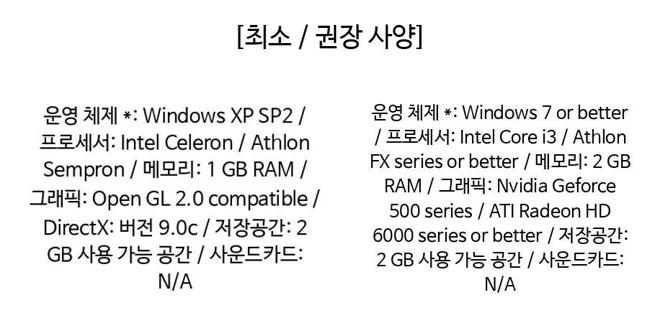 [최소 / 권장 사양]
운영 체제 *: Windows XP SP2 /
프로세서: Intel Celeron / Athlon
Sempron / 메모리: 1 GB RAM /
그래픽: Open GL 2.0 compatible /
DirectX: 버전 9.0c / 저장공간: 2
GB 사용 가능 공간 / 사운드카드:
N/A
운영 체제 *: Windows 7 or better
/ 프로세서: Intel Core i3 / Athlon
FX series or better / 메모리: 2 GB
RAM / 그래픽: Nvidia Geforce
500 series / ATI Radeon HD
6000 series or better / 저장공간:
2 GB 사용 가능 공간 / 사운드카드:
N/A